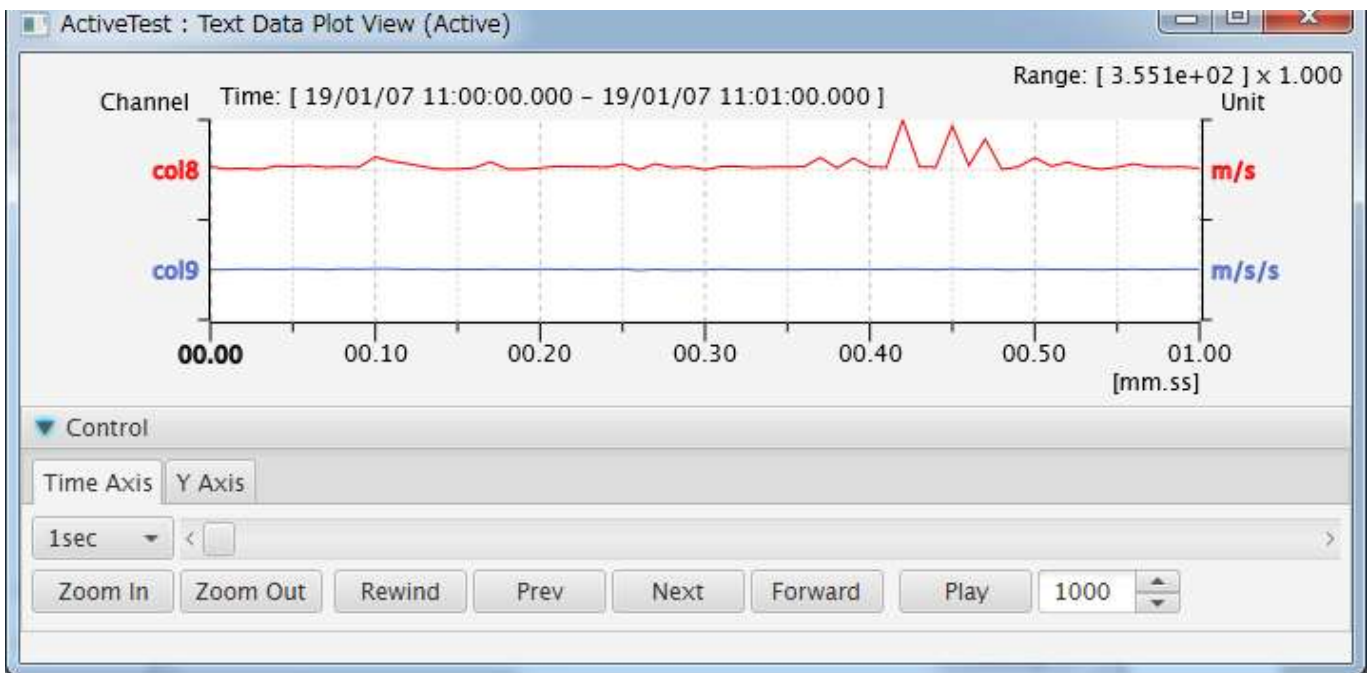 ActiveTest : Text Data Plot View (Active)
Range: [ 3.551e+02 ] x 1.000
Channel Time: [ 19/01/07 11:00:00.000 - 19/01/07 11:01:00.000 ] Unit
col8 m/s
col9 m/s/s
00.00 00.10 00.20 00.30 00.40 00.50 01.00
[mm.ss]
Control
Time Axis Y Axis
1sec
Zoom In Zoom Out Rewind Prev Next Forward Play 1000